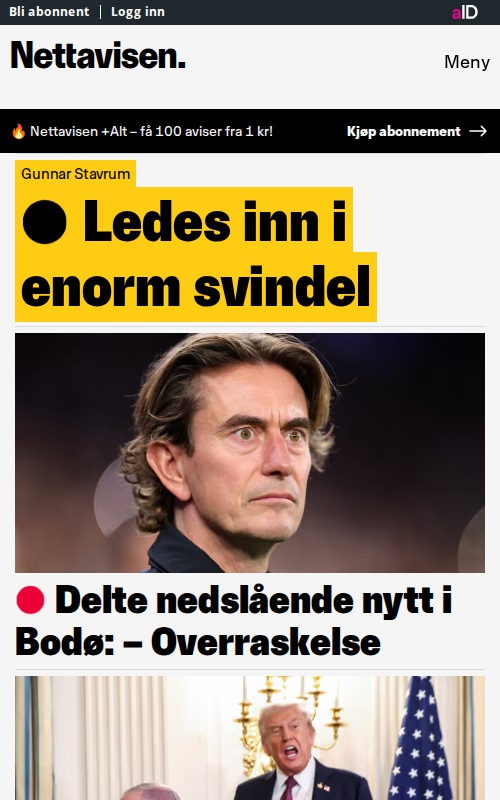 Bli abonnent | Logg inn
aID
Nettavisen.
Meny
🔥 Nettavisen +Alt – få 100 aviser fra 1 kr!
Kjøp abonnement →
Gunnar Stavrum
● Ledes inn i
enorm svindel
Delte nedslående nytt i
Bodø: – Overraskelse